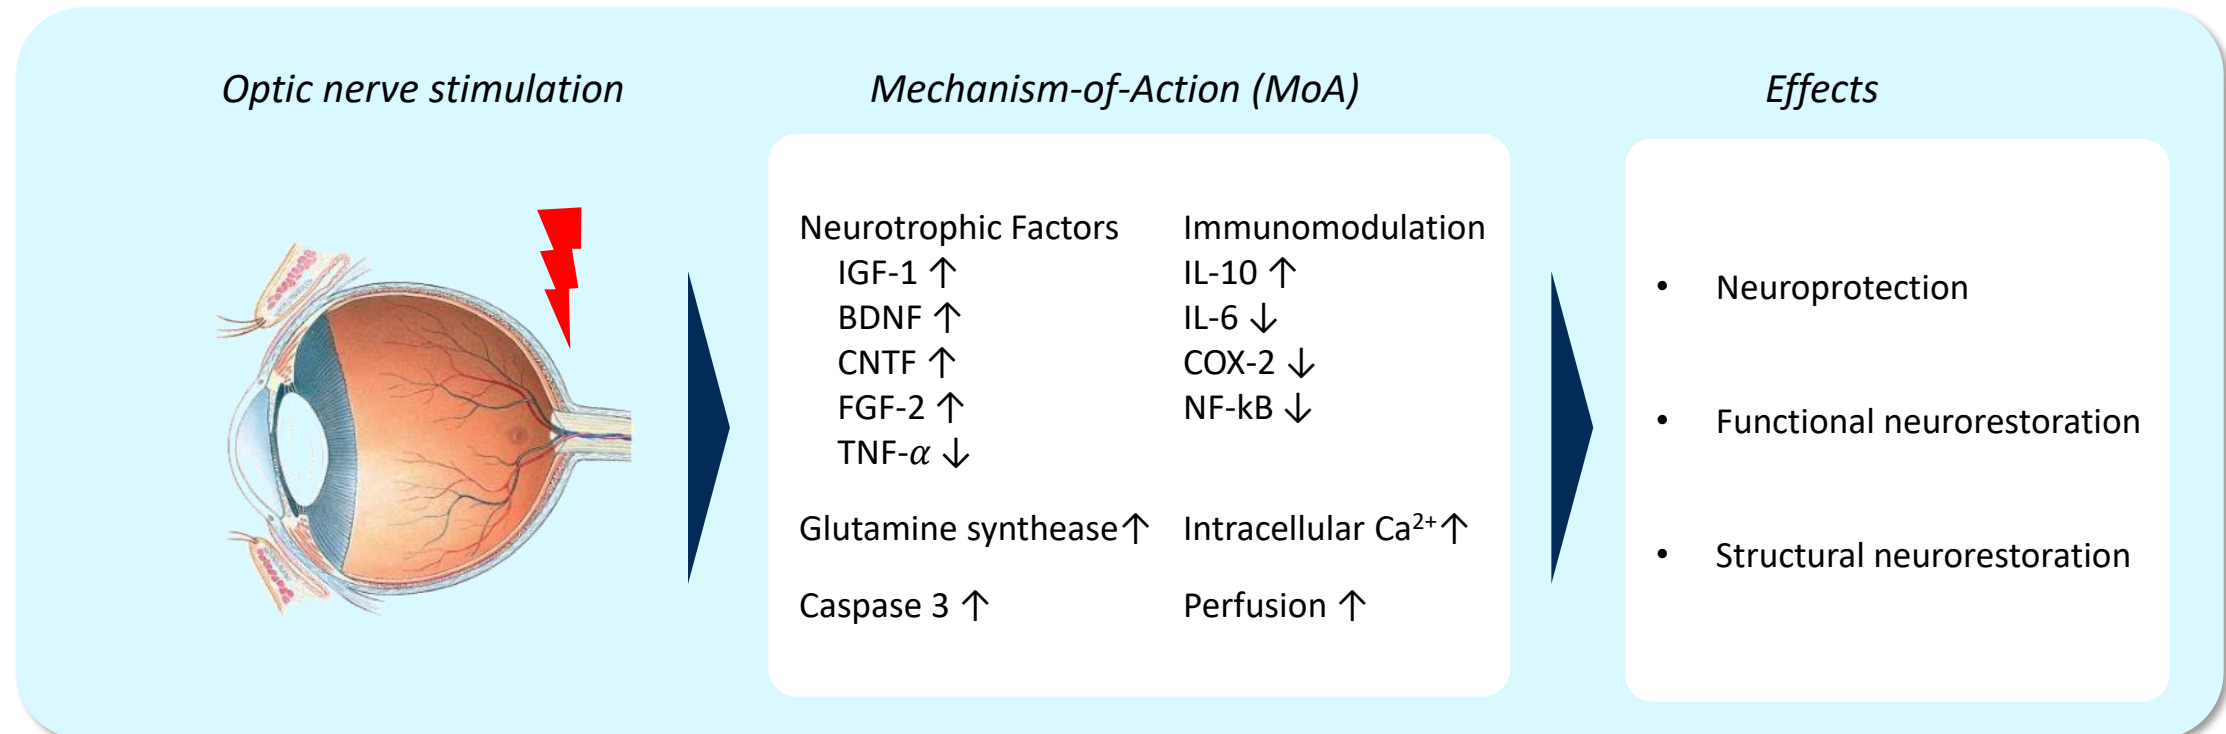 Optic nerve stimulation
Mechanism-of-Action (MoA)
Effects
Neurotrophic Factors
IGF-1 ↑
BDNF ↑
CNTF ↑
FGF-2 ↑
TNF-α ↓
Glutamine synthease↑
Caspase 3 ↑
Immunomodulation
IL-10 ↑
IL-6 ↓
COX-2 ↓
NF-kB ↓
Intracellular Ca²⁺↑
Perfusion ↑
• Neuroprotection
• Functional neurorestoration
• Structural neurorestoration